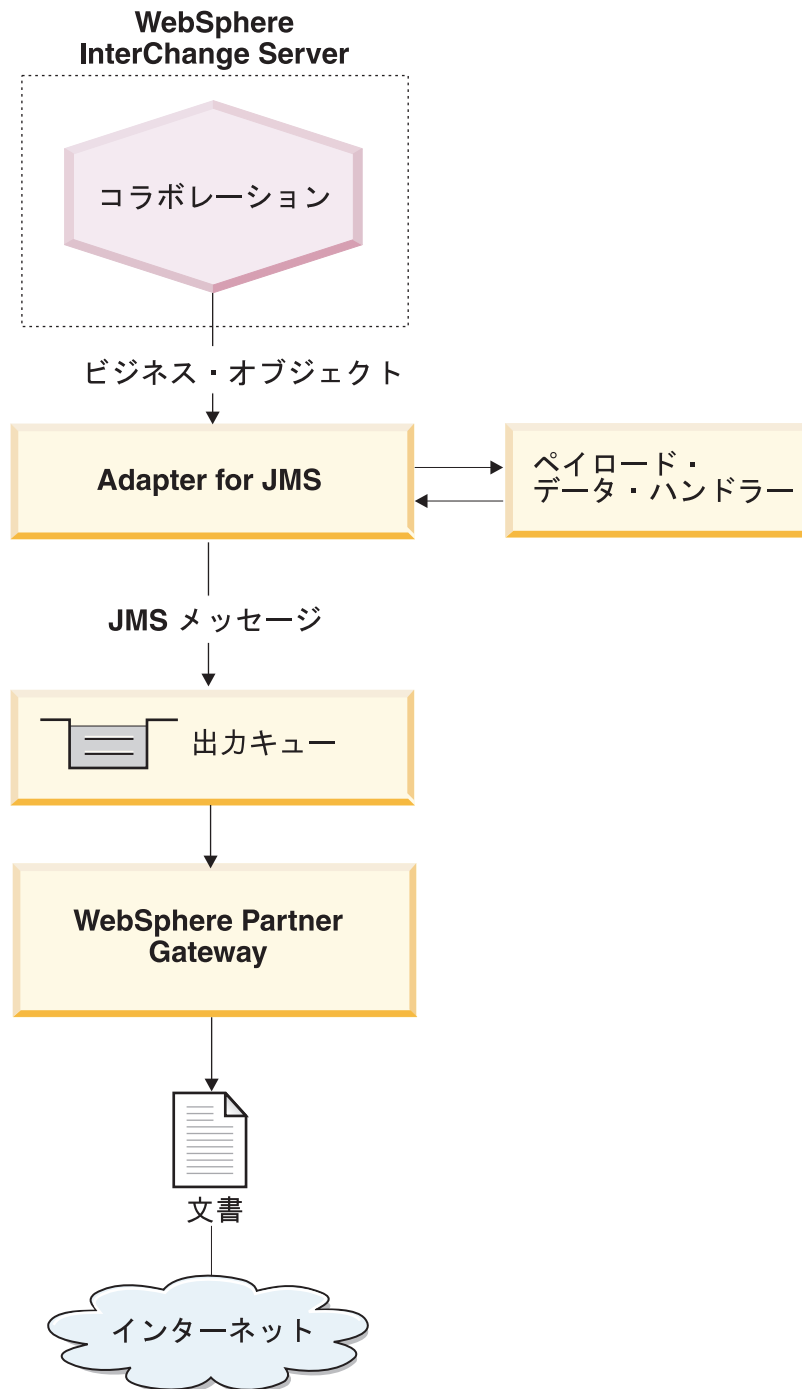 WebSphere
InterChange Server
コラボレーション
ビジネス・オブジェクト
Adapter for JMS
ペイロード・
データ・ハンドラー
JMS メッセージ
出力キュー
WebSphere Partner
Gateway
文書
インターネット